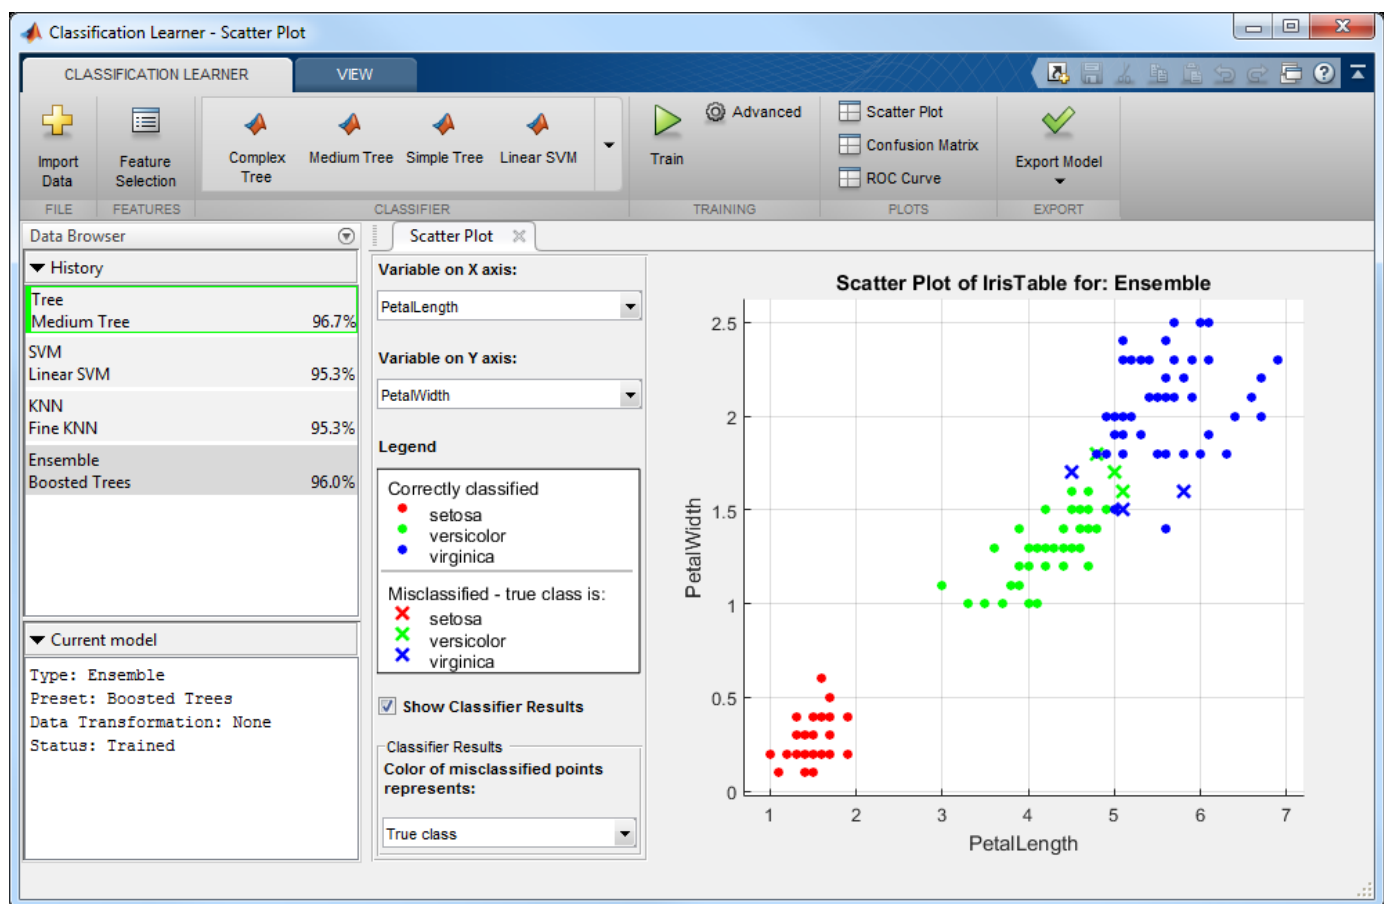 Classification Learner - Scatter Plot
CLASSIFICATION LEARNER
VIEW
Import
Data
Feature
Selection
Complex
Tree
Medium Tree
Simple Tree
Linear SVM
Train
Advanced
Scatter Plot
Confusion Matrix
ROC Curve
Export Model
FILE
FEATURES
CLASSIFIER
TRAINING
PLOTS
EXPORT
Data Browser
History
Tree
Medium Tree 96.7%
SVM
Linear SVM 95.3%
KNN
Fine KNN 95.3%
Ensemble
Boosted Trees 96.0%
Current model
Type: Ensemble
Preset: Boosted Trees
Data Transformation: None
Status: Trained
Scatter Plot
Variable on X axis:
PetalLength
Variable on Y axis:
PetalWidth
Legend
Correctly classified
setosa
versicolor
virginica
Misclassified - true class is:
setosa
versicolor
virginica
Show Classifier Results
Classifier Results
Color of misclassified points
represents:
True class
Scatter Plot of IrisTable for: Ensemble
2.5
2
1.5
1
0.5
0
PetalWidth
1 2 3 4 5 6 7
PetalLength